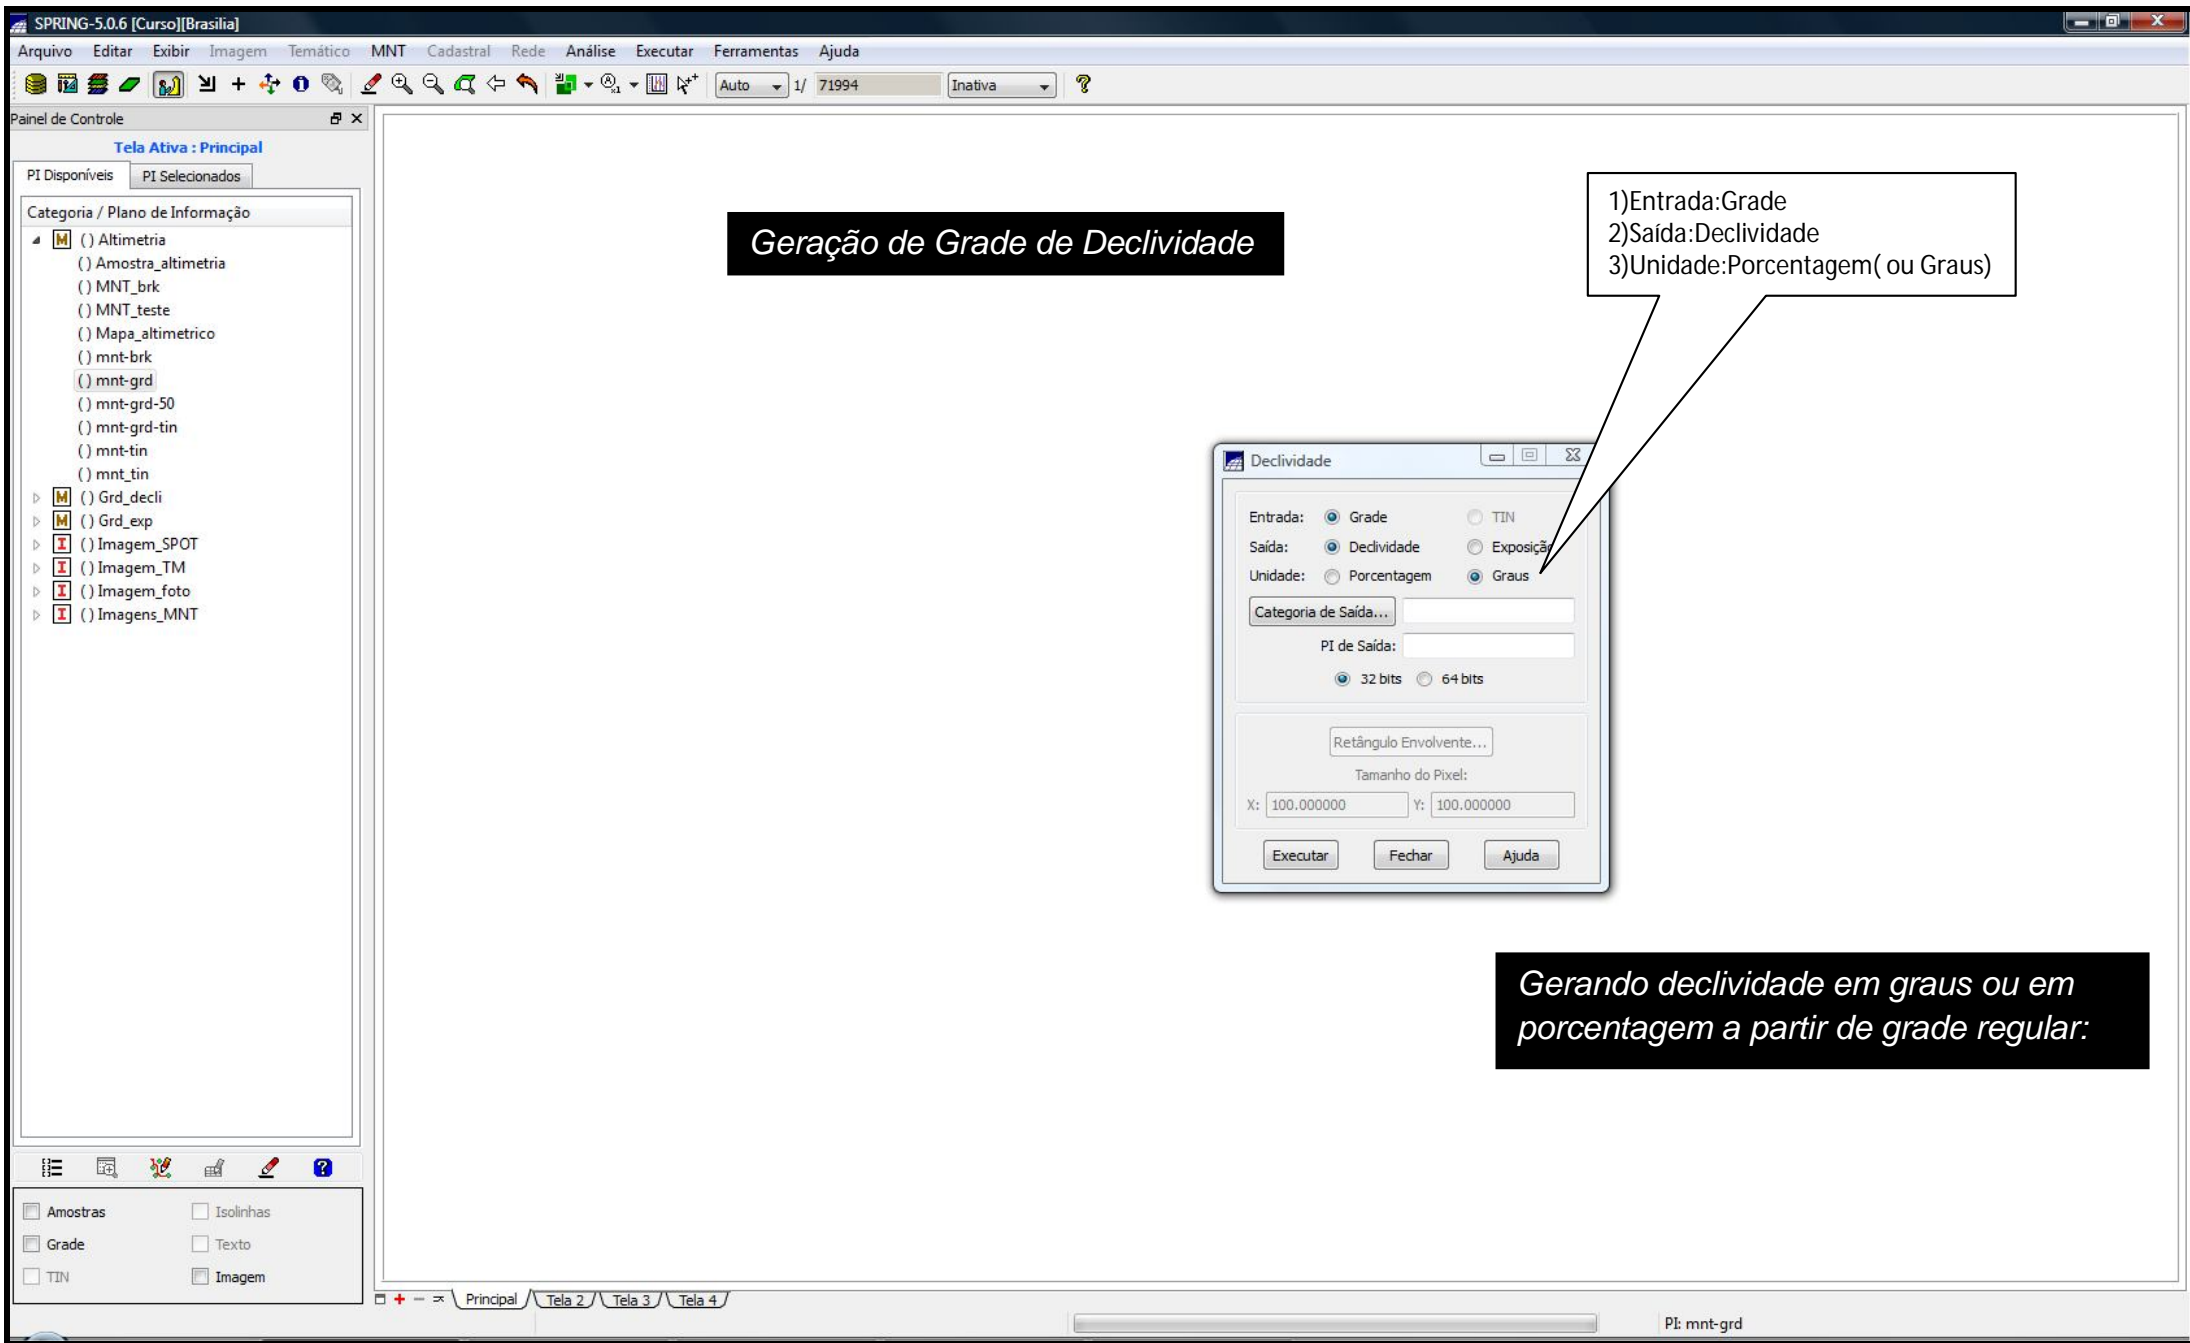 SPRING-5.0.6 [Curso][Brasilia]
Arquivo Editar Exibir Imagem Temático MNT Cadastral Rede Análise Executar Ferramentas Ajuda
Auto 1/ 71994 Inativa
Painel de Controle
Tela Ativa : Principal
PI Disponíveis PI Selecionados
Categoria / Plano de Informação
M () Altimetria
() Amostra_altimetria
() MNT_brk
() MNT_teste
() Mapa_altimetrico
() mnt-brk
() mnt-grd
() mnt-grd-50
() mnt-grd-tin
() mnt-tin
() mnt_tin
M () Grd_decli
M () Grd_exp
I () Imagem_SPOT
I () Imagem_TM
I () Imagem_foto
I () Imagens_MNT
Amostras Isolinhas
Grade Texto
TIN Imagem
Geração de Grade de Declividade
1)Entrada:Grade
2)Saída:Declividade
3)Unidade:Porcentagem( ou Graus)
Declividade
Entrada: Grade TIN
Saída: Declividade Exposição
Unidade: Porcentagem Graus
Categoria de Saída...
PI de Saída:
32 bits 64 bits
Retângulo Envolvente...
Tamanho do Pixel:
X: 100.000000 Y: 100.000000
Executar Fechar Ajuda
Gerando declividade em graus ou em
porcentagem a partir de grade regular:
Principal Tela 2 Tela 3 Tela 4
PI: mnt-grd